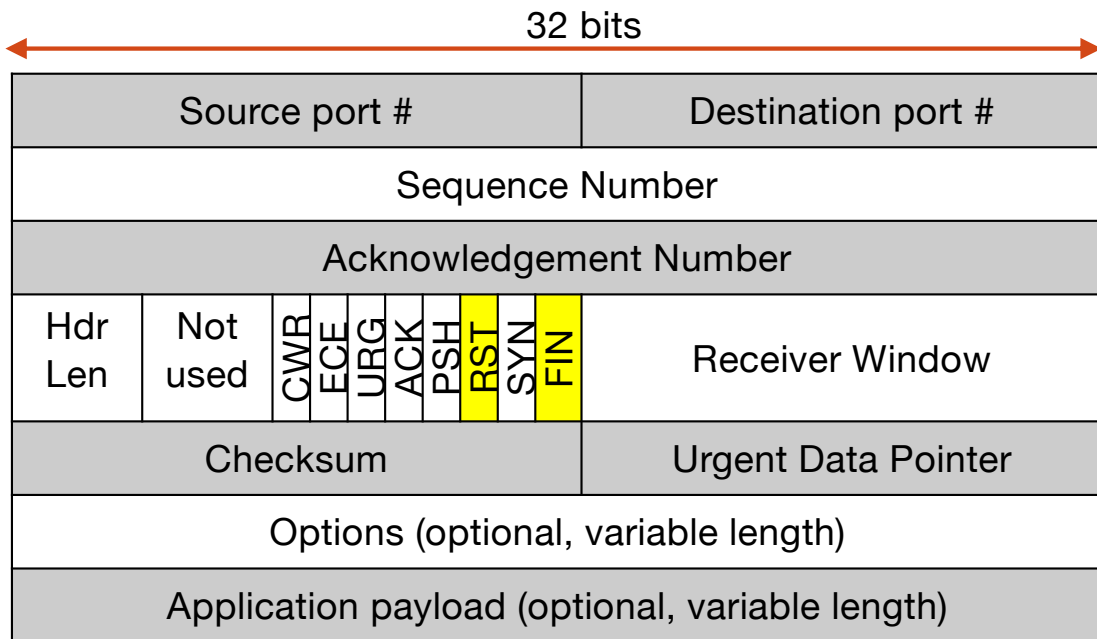 32 bits
Source port #
Destination port #
Sequence Number
Acknowledgement Number
Hdr
Len
Not
used
CWR
ECE
URG
ACK
PSH
RST
SYN
FIN
Receiver Window
Checksum
Urgent Data Pointer
Options (optional, variable length)
Application payload (optional, variable length)